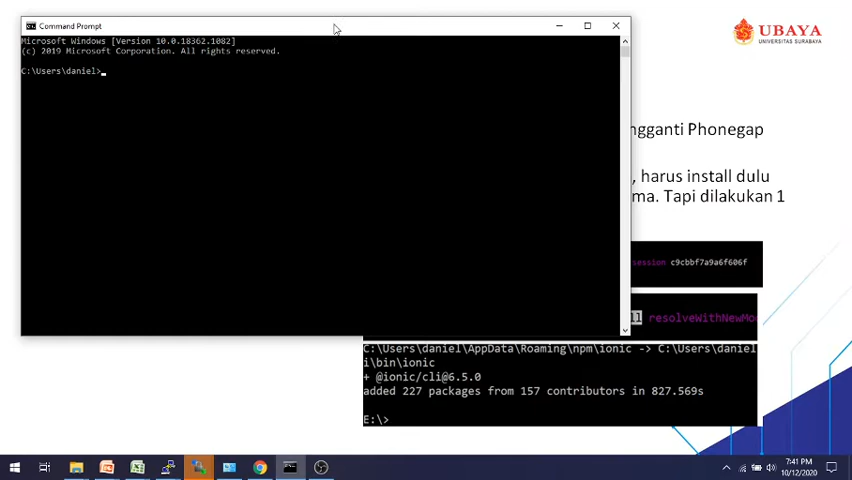 Command Prompt
Microsoft Windows [Version 10.0.18362.1082]
(c) 2019 Microsoft Corporation. All rights reserved.
C:\Users\daniel>
UBAYA
UNIVERSITAS SURABAYA
ngganti Phonegap
, harus install dulu
ma. Tapi dilakukan 1
session c9cbbf7a9a6f606f
ll resolveWithNewMo
C:\Users\daniel\AppData\Roaming\npm\ionic -> C:\Users\daniel
i\bin\ionic
+ @ionic/cli@6.5.0
added 227 packages from 157 contributors in 827.569s
E:\>
7:41 PM
10/12/2020